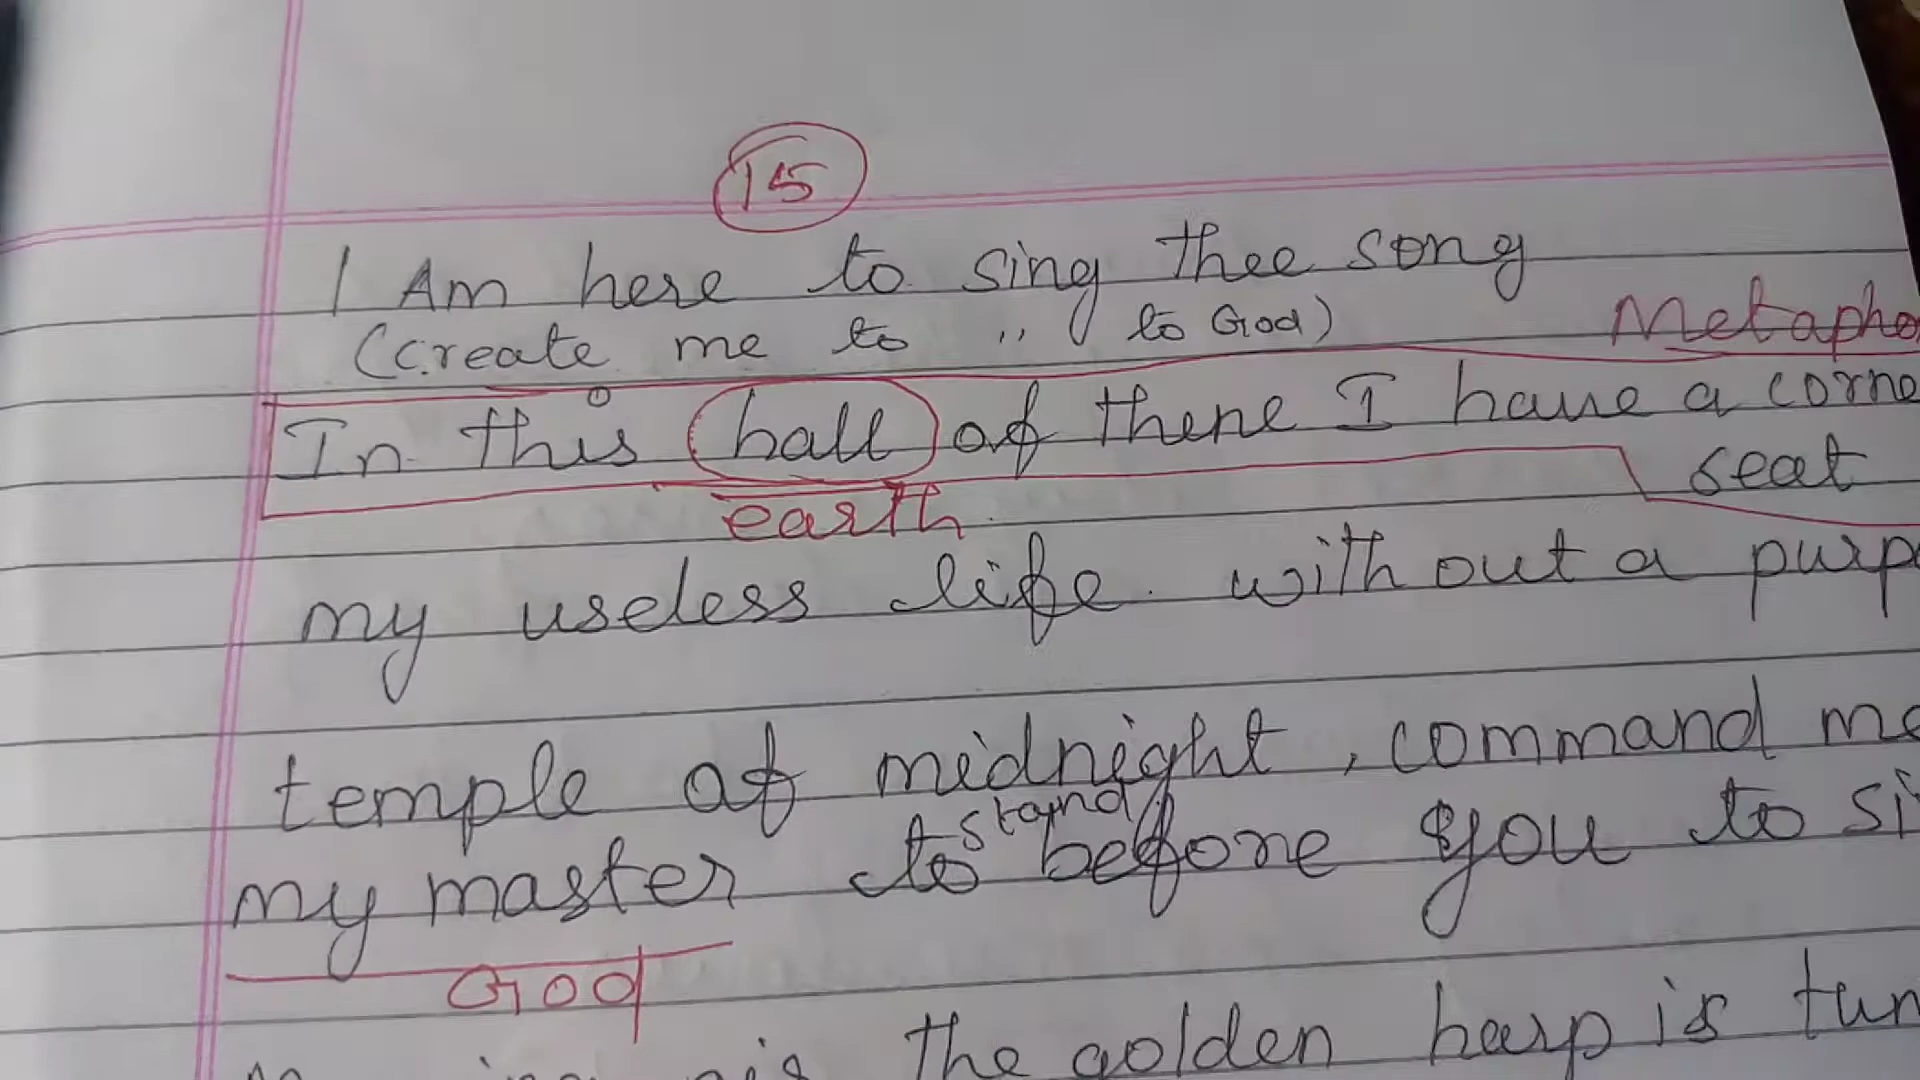 15
I Am here to sing thee song
(create me to ,, to God)
Metapho
In this hall of thene I have a corne
seat
earth
my useless life without a purp
temple of midnight, command me
stand
my master to before you to si
God
the golden harp is tun